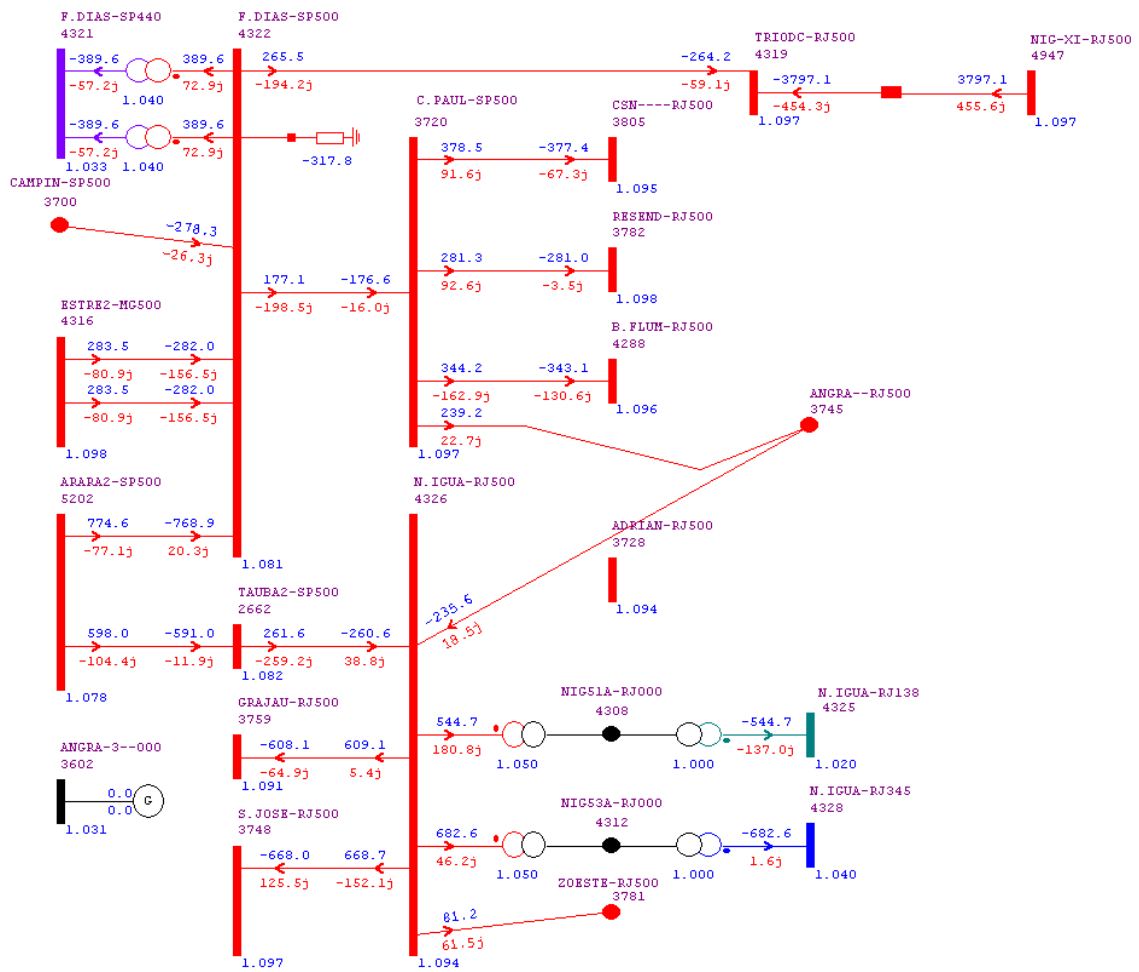 F.DIAS-SP440
4321
F.DIAS-SP500
4322
TRIODC-RJ500
4319
NIG-XI-RJ500
4947
-389.6
389.6
265.5
-264.2
-3797.1
3797.1
-57.2j
72.9j
-194.2j
-59.1j
-454.3j
455.6j
1.040
1.097
1.097
C.PAUL-SP500
3720
CSN----RJ500
3805
-389.6
389.6
-57.2j
72.9j
1.033
1.040
-317.8
378.5
-377.4
91.6j
-67.3j
1.095
CAMPIN-SP500
3700
-278.3
-26.3j
RESEND-RJ500
3782
281.3
-281.0
92.6j
-3.5j
1.098
177.1
-176.6
-198.5j
-16.0j
ESTRE2-MG500
4316
283.5
-282.0
-80.9j
-156.5j
283.5
-282.0
-80.9j
-156.5j
1.098
B.FLUM-RJ500
4288
344.2
-343.1
-162.9j
-130.6j
1.096
239.2
22.7j
1.097
ANGRA--RJ500
3745
ARARA2-SP500
5202
774.6
-768.9
-77.1j
20.3j
1.081
N.IGUA-RJ500
4326
ADRIAN-RJ500
3728
1.094
TAUBA2-SP500
2662
-235.6
18.5j
598.0
-591.0
261.6
-260.6
-104.4j
-11.9j
-259.2j
38.8j
1.078
1.082
GRAJAU-RJ500
3759
NIG51A-RJ000
4308
N.IGUA-RJ138
4325
544.7
-544.7
180.8j
-137.0j
1.050
1.000
1.020
-608.1
609.1
-64.9j
5.4j
1.091
ANGRA-3--000
3602
0.0
0.0
G
1.031
S.JOSE-RJ500
3748
NIG53A-RJ000
4312
N.IGUA-RJ345
4328
682.6
-682.6
46.2j
1.6j
1.050
1.000
1.040
-668.0
668.7
125.5j
-152.1j
ZOESTE-RJ500
3781
81.2
61.5j
1.097
1.094